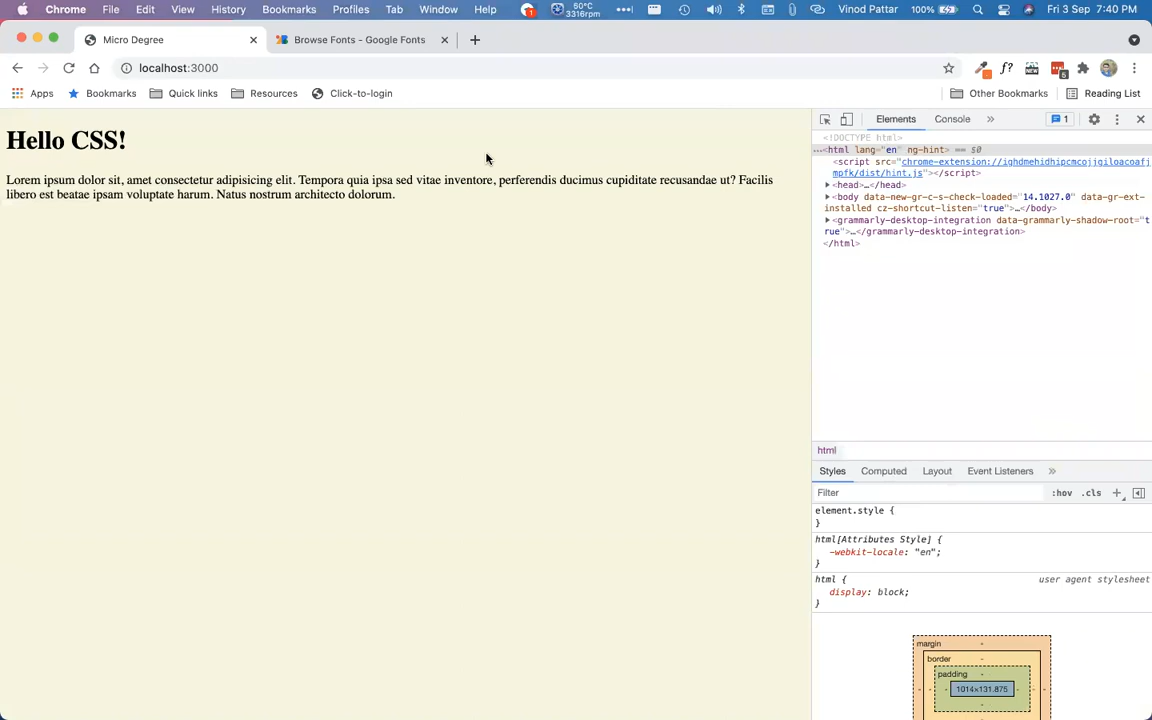 Chrome File Edit View History Bookmarks Profiles Tab Window Help 1 50°C 3316rpm Vinod Pattar 100% Fri 3 Sep 7:40 PM
Micro Degree Browse Fonts - Google Fonts
localhost:3000 f? NEW 5
Apps Bookmarks Quick links Resources Click-to-login Other Bookmarks Reading List
Hello CSS!
Lorem ipsum dolor sit, amet consectetur adipisicing elit. Tempora quia ipsa sed vitae inventore, perferendis ducimus cupiditate recusandae ut? Facilis
libero est beatae ipsam voluptate harum. Natus nostrum architecto dolorum.
Elements Console » 1
<!DOCTYPE html>
…<html lang="en" ng-hint> == $0
<script src="chrome-extension://ighdmehidhipcmcojjgiloacoafj
mpfk/dist/hint.js"></script>
<head>…</head>
<body data-new-gr-c-s-check-loaded="14.1027.0" data-gr-ext-
installed cz-shortcut-listen="true">…</body>
<grammarly-desktop-integration data-grammarly-shadow-root="t
rue">…</grammarly-desktop-integration>
</html>
html
Styles Computed Layout Event Listeners »
Filter :hov .cls +
element.style {
}
html[Attributes Style] {
-webkit-locale: "en";
}
html { user agent stylesheet
display: block;
}
margin -
border -
padding -
- - - 1014×131.875 - - -
-